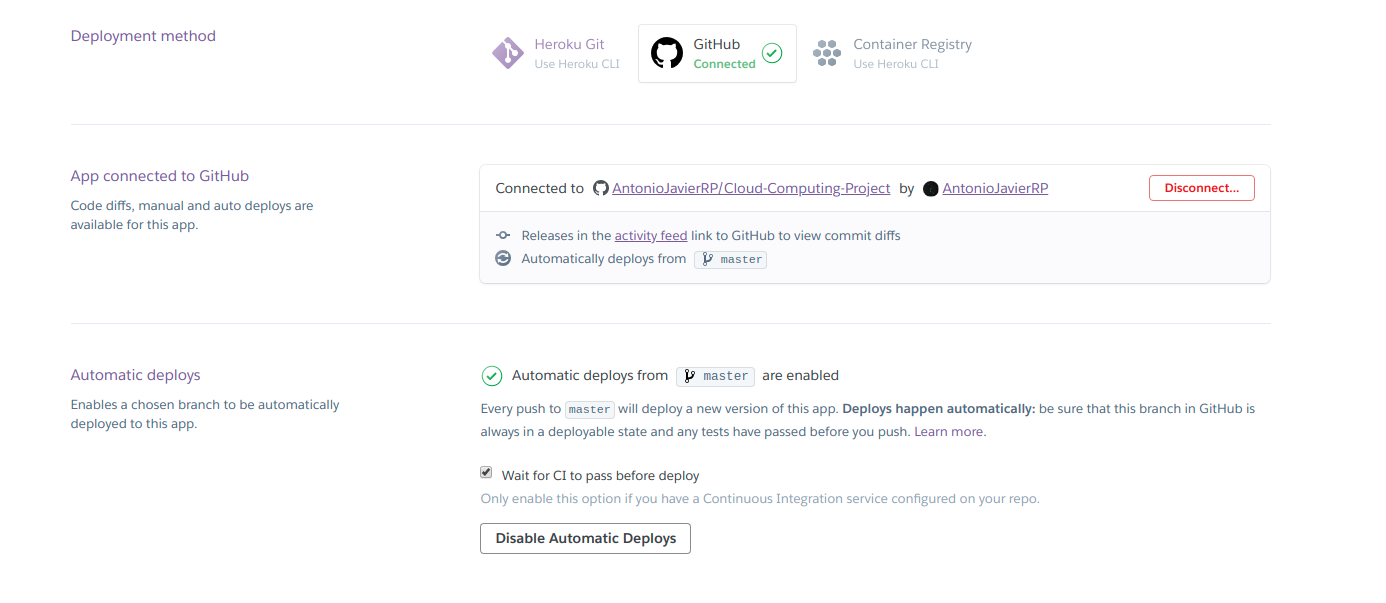 Deployment method
Heroku Git
Use Heroku CLI
GitHub
Connected
Container Registry
Use Heroku CLI
App connected to GitHub
Code diffs, manual and auto deploys are
available for this app.
Connected to AntonioJavierRP/Cloud-Computing-Project by AntonioJavierRP
Disconnect...
Releases in the activity feed link to GitHub to view commit diffs
Automatically deploys from master
Automatic deploys
Enables a chosen branch to be automatically
deployed to this app.
Automatic deploys from master are enabled
Every push to master will deploy a new version of this app. Deploys happen automatically: be sure that this branch in GitHub is
always in a deployable state and any tests have passed before you push. Learn more.
Wait for CI to pass before deploy
Only enable this option if you have a Continuous Integration service configured on your repo.
Disable Automatic Deploys